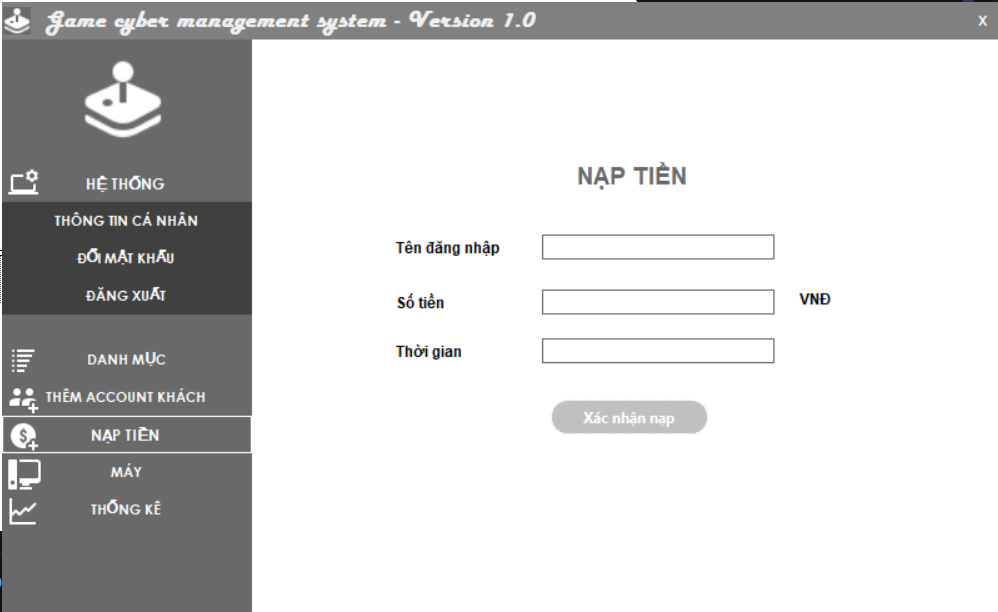 Game cyber management system - Version 1.0
X
HỆ THỐNG
THÔNG TIN CÁ NHÂN
ĐỔI MẬT KHẨU
ĐĂNG XUẤT
DANH MỤC
THÊM ACCOUNT KHÁCH
NẠP TIỀN
MÁY
THỐNG KÊ
NẠP TIỀN
Tên đăng nhập
Số tiền
VNĐ
Thời gian
Xác nhận nạp